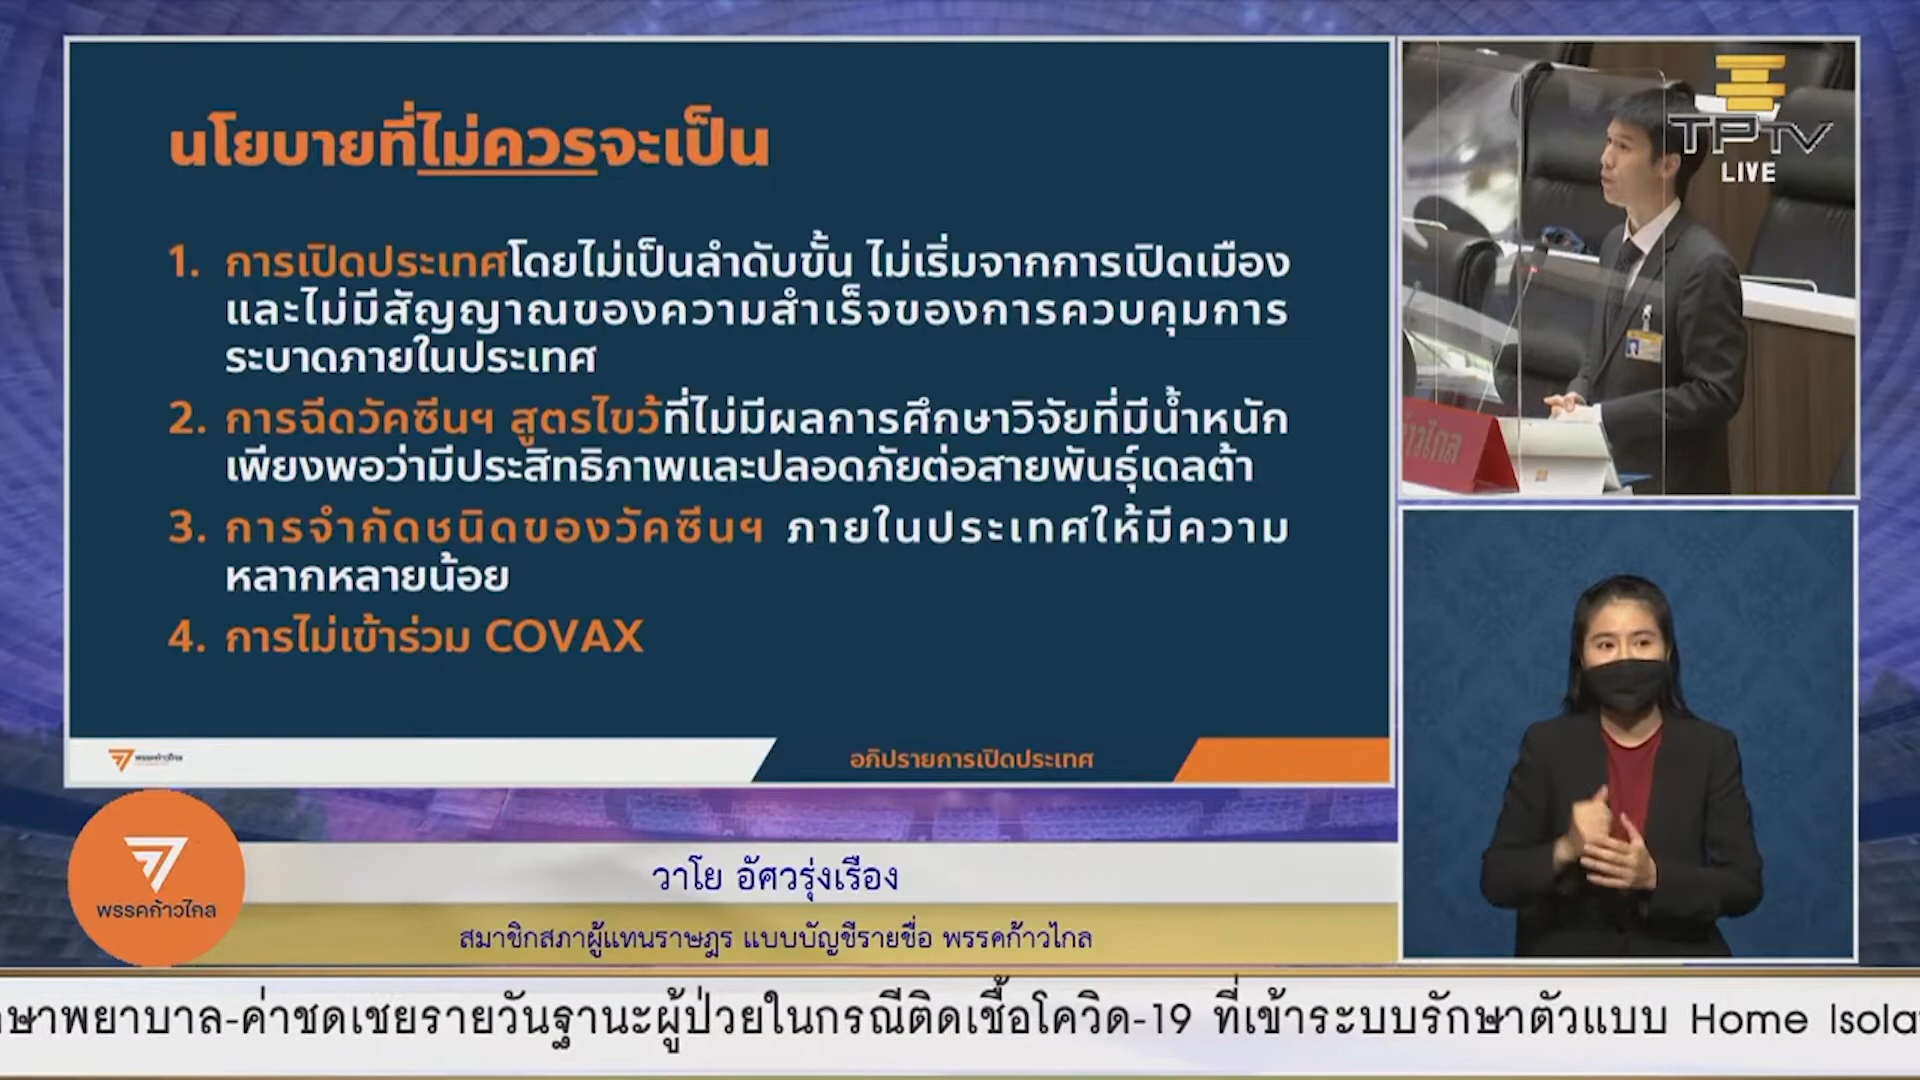 นโยบายที่ไม่ควรจะเป็น
1. การเปิดประเทศโดยไม่เป็นลำดับขั้น ไม่เริ่มจากการเปิดเมือง
และไม่มีสัญญาณของความสำเร็จของการควบคุมการ
ระบาดภายในประเทศ
2. การฉีดวัคซีนฯ สูตรไขว้ที่ไม่มีผลการศึกษาวิจัยที่มีน้ำหนัก
เพียงพอว่ามีประสิทธิภาพและปลอดภัยต่อสายพันธุ์เดลต้า
3. การจำกัดชนิดของวัคซีนฯ ภายในประเทศให้มีความ
หลากหลายน้อย
4. การไม่เข้าร่วม COVAX
พรรคก้าวไกล
อภิปรายการเปิดประเทศ
TPTV
LIVE
ก้าวไกล
พรรคก้าวไกล
วาโย อัศวรุ่งเรือง
สมาชิกสภาผู้แทนราษฎร แบบบัญชีรายชื่อ พรรคก้าวไกล
ษาพยาบาล-ค่าชดเชยรายวันฐานะผู้ป่วยในกรณีติดเชื้อโควิด-19 ที่เข้าระบบรักษาตัวแบบ Home Isola